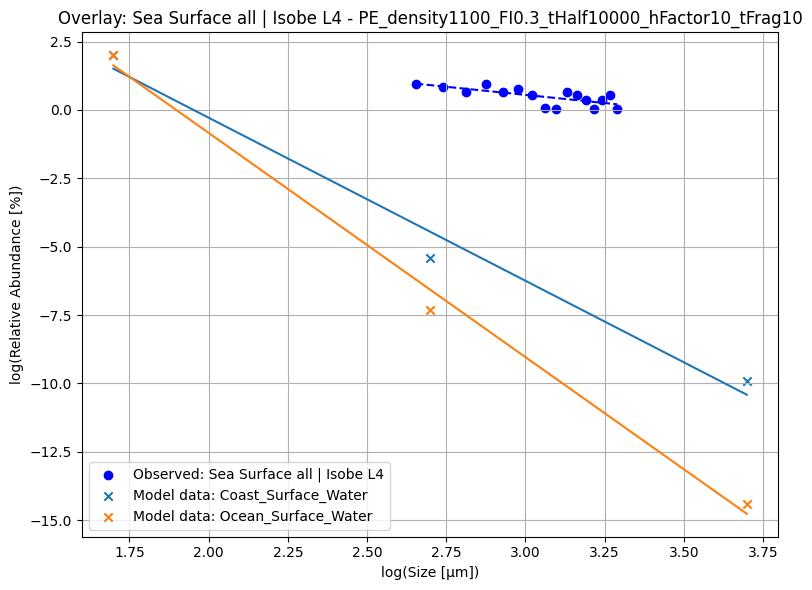 Overlay: Sea Surface all | Isobe L4 - PE_density1100_FI0.3_tHalf10000_hFactor10_tFrag10
log(Relative Abundance [%])
2.5
0.0
−2.5
−5.0
−7.5
−10.0
−12.5
−15.0
Observed: Sea Surface all | Isobe L4
Model data: Coast_Surface_Water
Model data: Ocean_Surface_Water
1.75 2.00 2.25 2.50 2.75 3.00 3.25 3.50 3.75
log(Size [µm])